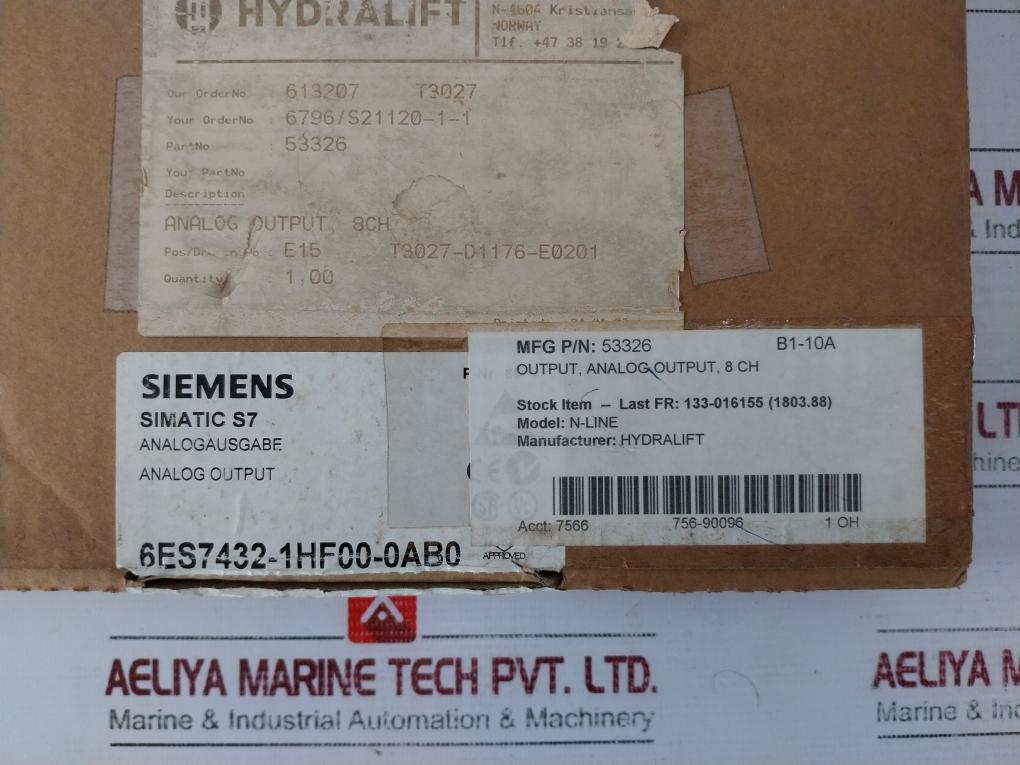 HYDRALIFT
N-4604
NORWAY
Tlf. +47 38 19
Our OrderNo 613207 T3027
Your OrderNo : 6796/S21120-1-1
PartNo : 53326
Your PartNo :
Description
ANALOG OUTPUT, 8CH
E15 T3027-D1176-E0201
Quantity : 1,00
SIEMENS
SIMATIC S7
ANALOGAUSGABE
ANALOG OUTPUT
6ES7432-1HF00-0AB0
APPROVED
MFG P/N: 53326 B1-10A
OUTPUT, ANALOG OUTPUT, 8 CH
Stock Item -- Last FR: 133-016155 (1803.88)
Model: N-LINE
Manufacturer: HYDRALIFT
Acct: 7566 756-90096 1 OH
AELIYA MARINE TECH PVT. LTD.
Marine & Industrial Automation & Machinery
AELIYA
Marine &